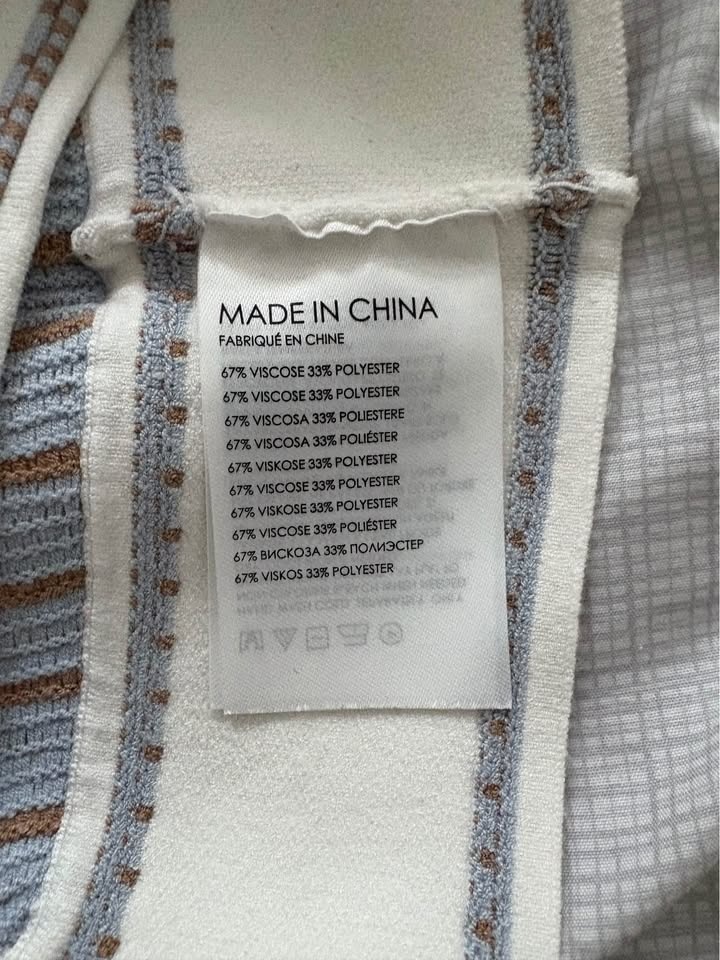 MADE IN CHINA
FABRIQUÉ EN CHINE
67% VISCOSE 33% POLYESTER
67% VISCOSE 33% POLYESTER
67% VISCOSA 33% POLIESTERE
67% VISCOSA 33% POLIÉSTER
67% VISKOSE 33% POLYESTER
67% VISCOSE 33% POLYESTER
67% VISKOSE 33% POLYESTER
67% VISCOSE 33% POLIÉSTER
67% ВИСКОЗА 33% ПОЛИЭСТЕР
67% VISKOS 33% POLYESTER